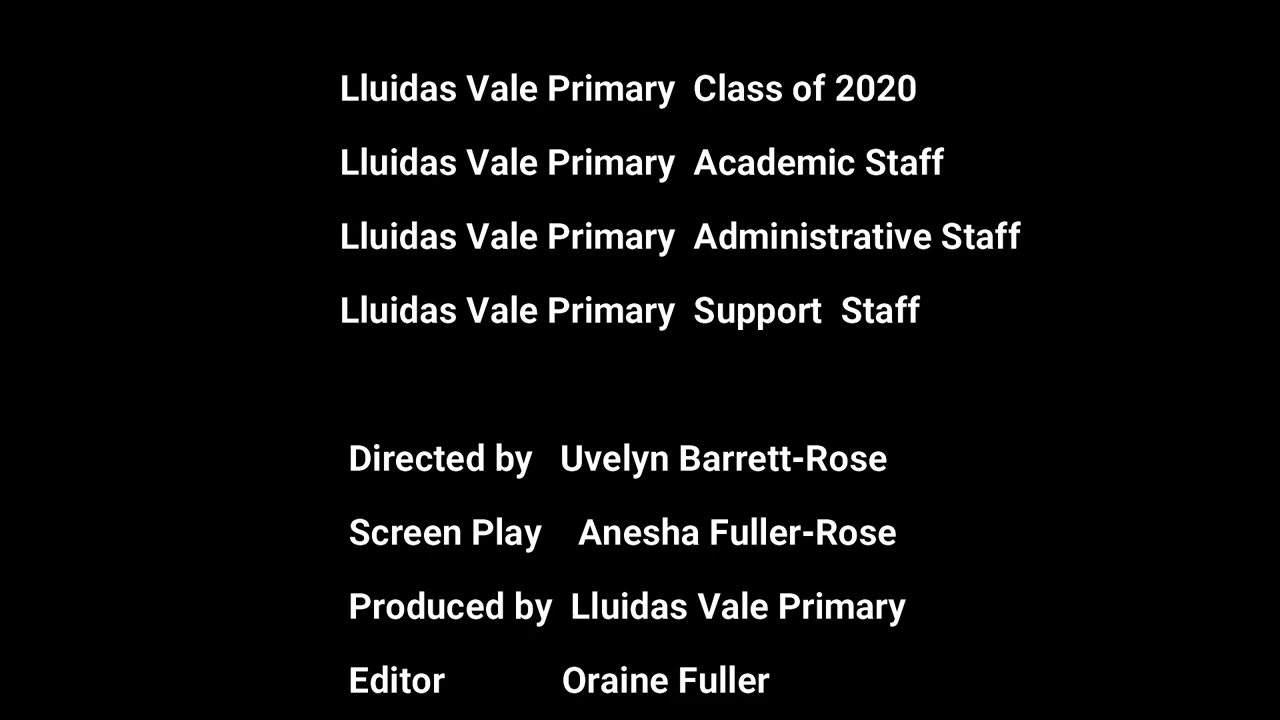 Lluidas Vale Primary Class of 2020
Lluidas Vale Primary Academic Staff
Lluidas Vale Primary Administrative Staff
Lluidas Vale Primary Support Staff
Directed by Uvelyn Barrett-Rose
Screen Play Anesha Fuller-Rose
Produced by Lluidas Vale Primary
Editor Oraine Fuller